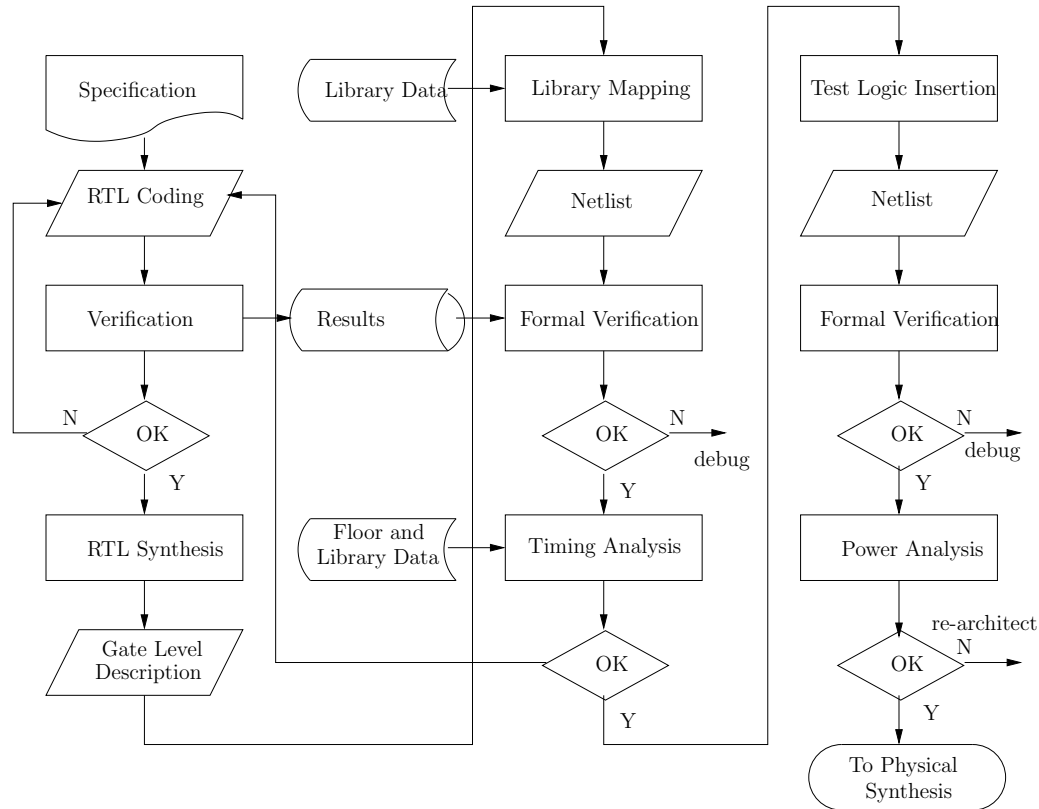 Specification
RTL Coding
Verification
N
OK
Y
RTL Synthesis
Gate Level
Description
Library Data
Results
Floor and
Library Data
Library Mapping
Netlist
Formal Verification
OK
N
debug
Y
Timing Analysis
OK
Y
Test Logic Insertion
Netlist
Formal Verification
OK
N
debug
Y
Power Analysis
re-architect
N
OK
Y
To Physical
Synthesis